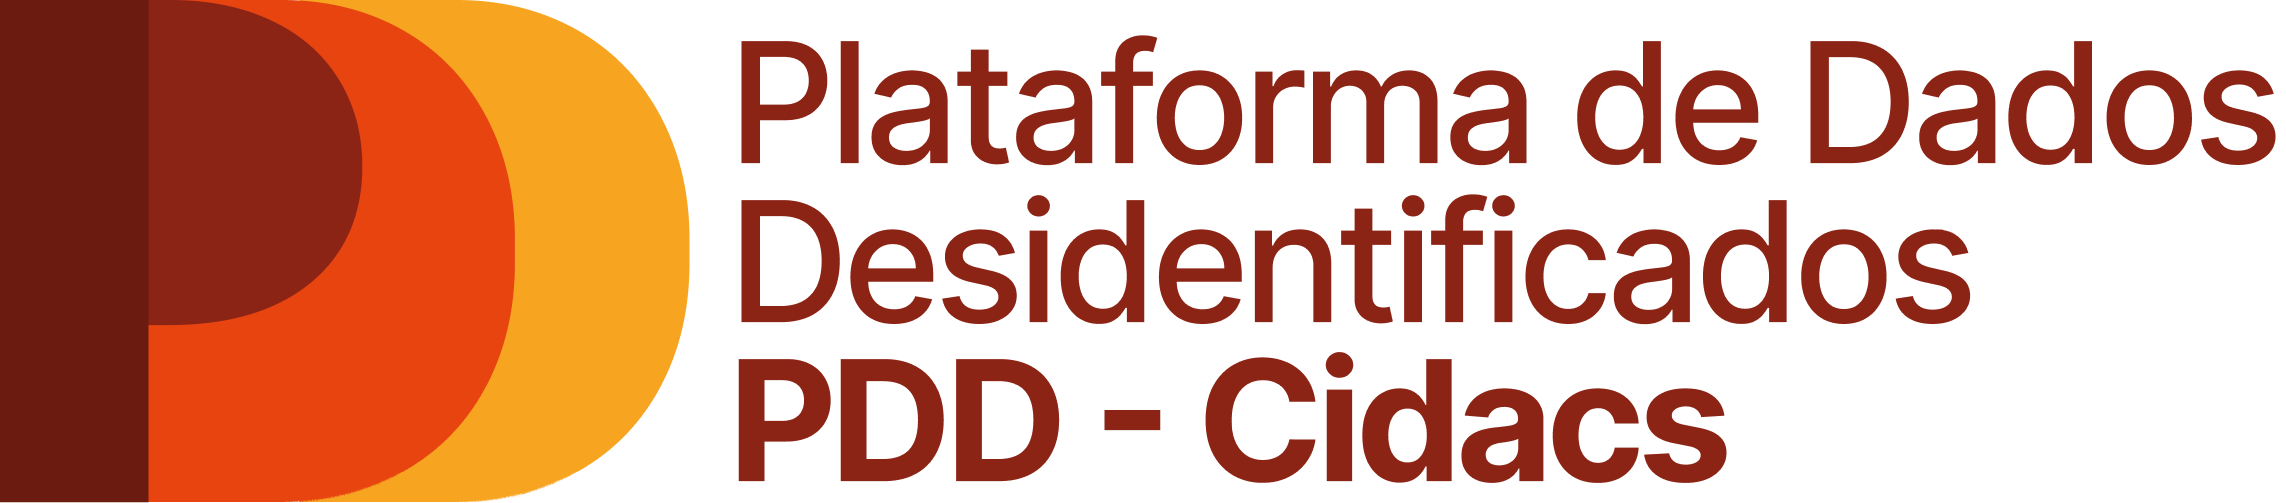 Plataforma de Dados
Desidentificados
PDD - Cidacs